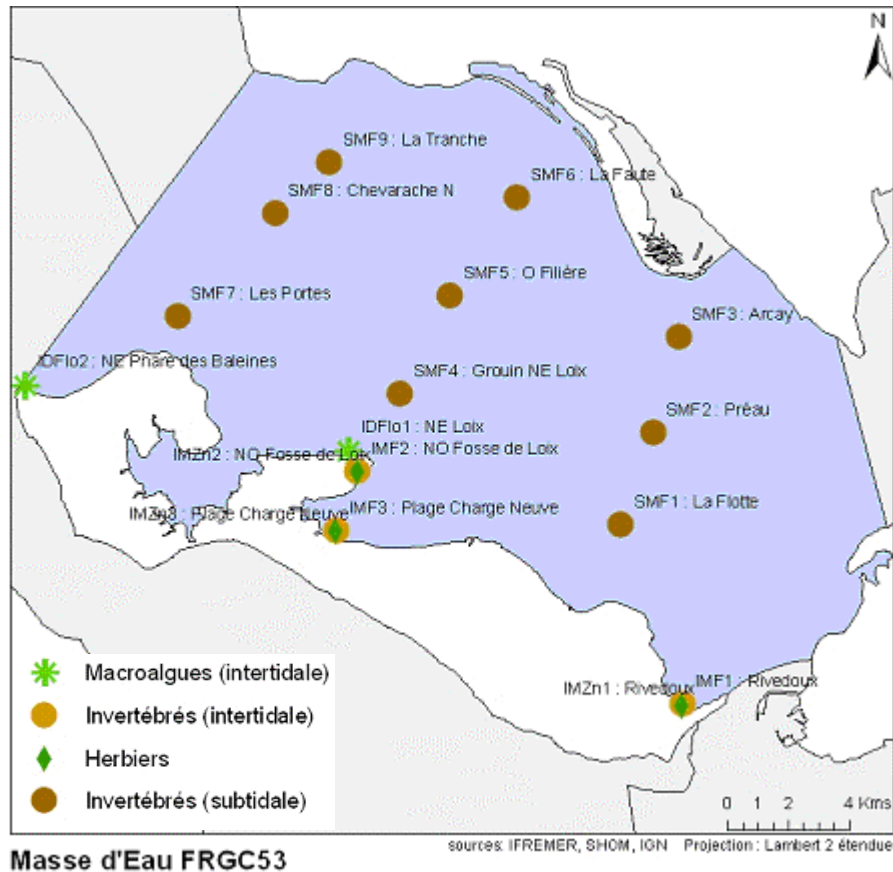 N
SMF9 : La Tranche
SMF6 : La Faute
SMF8 : Chevarache N
SMF5 : O Filière
SMF7 : Les Portes
SMF3 : Arcay
IDFlo2 : NE Phare des Baleines
SMF4 : Grouin NE Loix
SMF2 : Préau
IDFlo1 : NE Loix
IMZn2 : NO Fosse de Loix
IMF2 : NO Fosse de Loix
SMF1 : La Flotte
IMZn3 : Plage Charge Neuve
IMF3 : Plage Charge Neuve
Macroalgues (intertidale)
IMZn1 : Rivedoux
IMF1 : Rivedoux
Invertébrés (intertidale)
Herbiers
Invertébrés (subtidale)
0 1 2 4 Kms
Masse d'Eau FRGC53
sources: IFREMER, SHOM, IGN Projection : Lambert 2 étendue